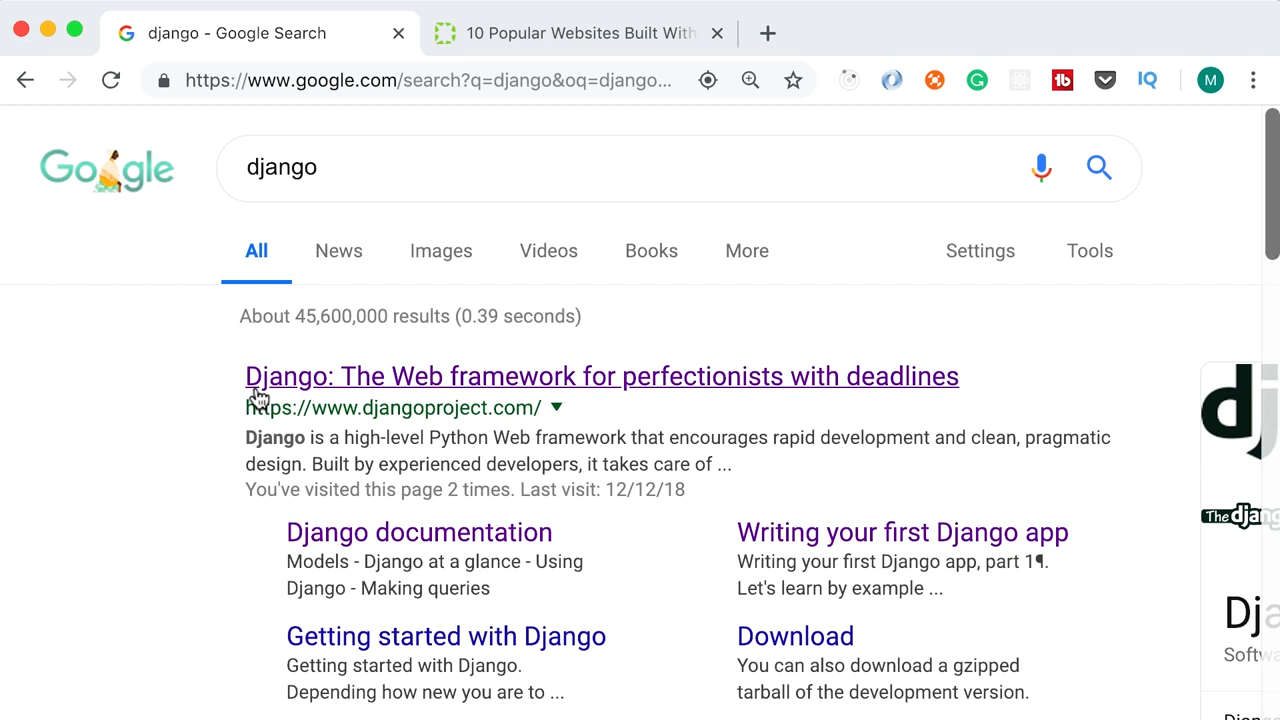 django - Google Search
10 Popular Websites Built With
https://www.google.com/search?q=django&oq=django...
M
Google
django
All News Images Videos Books More Settings Tools
About 45,600,000 results (0.39 seconds)
Django: The Web framework for perfectionists with deadlines
https://www.djangoproject.com/
Django is a high-level Python Web framework that encourages rapid development and clean, pragmatic
design. Built by experienced developers, it takes care of ...
You've visited this page 2 times. Last visit: 12/12/18
Django documentation
Models - Django at a glance - Using
Django - Making queries
Writing your first Django app
Writing your first Django app, part 1¶.
Let's learn by example ...
Getting started with Django
Getting started with Django.
Depending how new you are to ...
Download
You can also download a gzipped
tarball of the development version.
dj
The djang
Dja
Softw